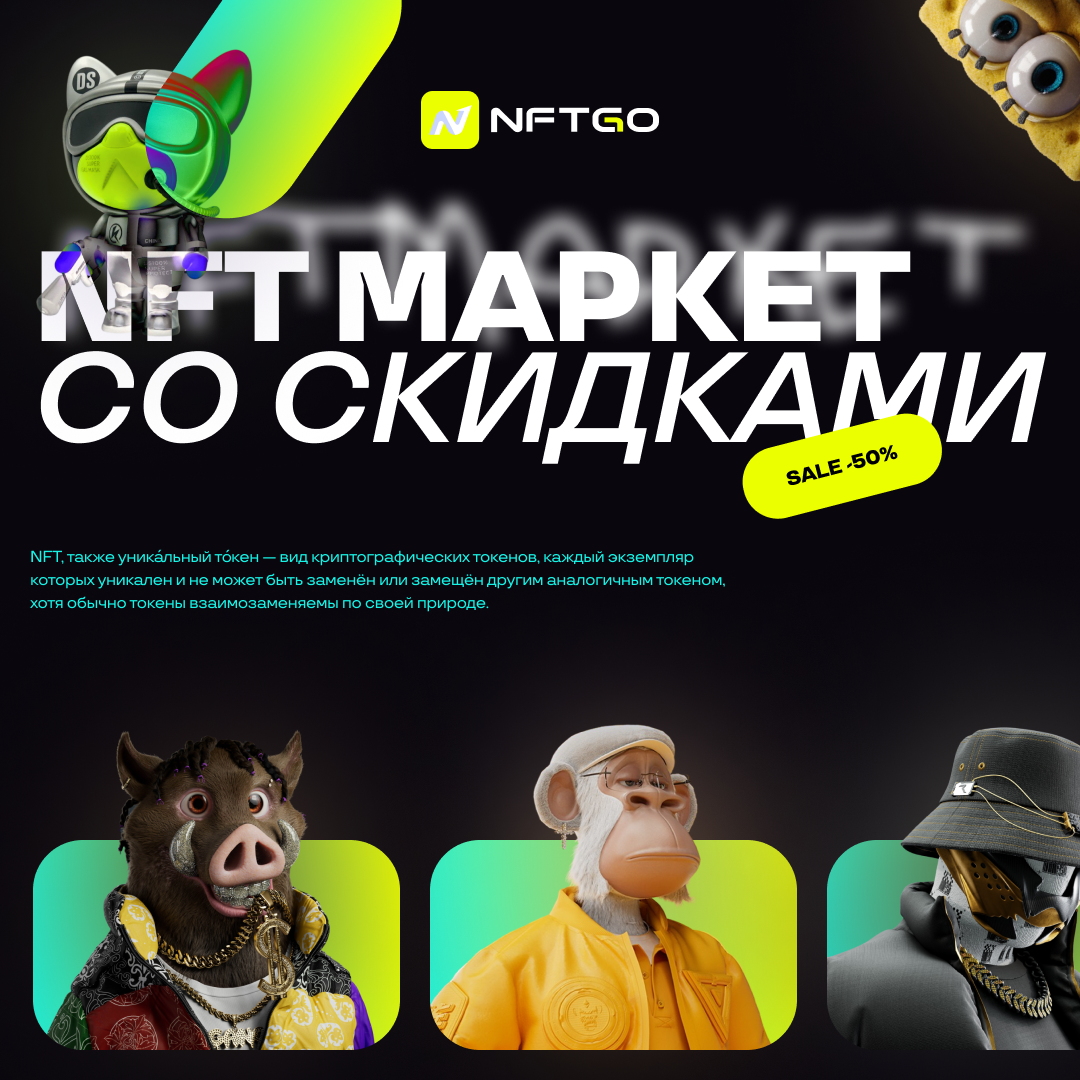 DS
NFTGO
NFT МАРКЕТ
СО СКИДКАМИ
SALE -50%
NFT, также уника́льный то́кен — вид криптографических токенов, каждый экземпляр
которых уникален и не может быть заменён или замещён другим аналогичным токеном,
хотя обычно токены взаимозаменяемы по своей природе.